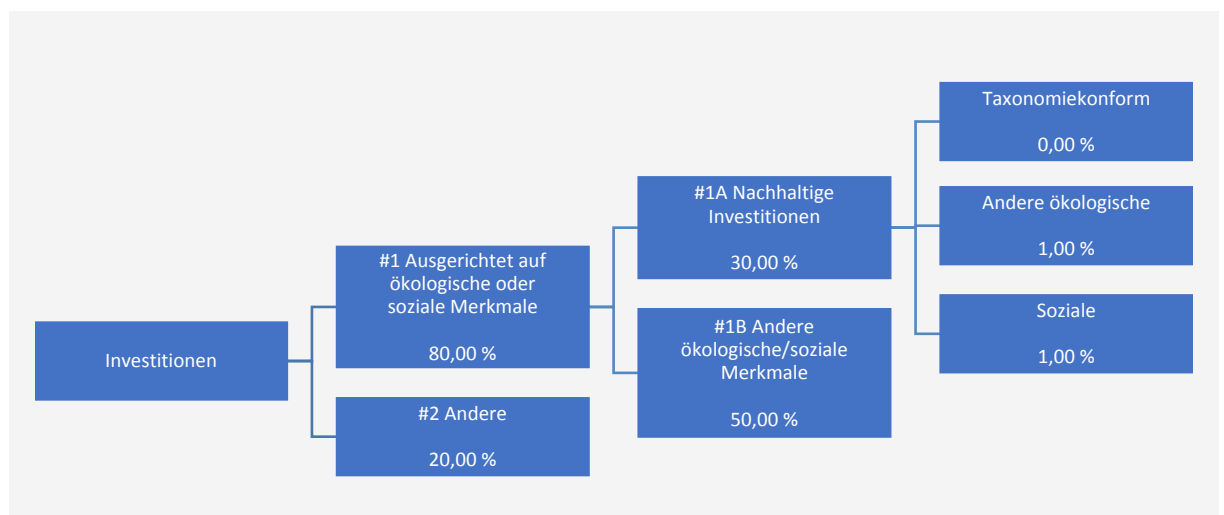 Investitionen
#1 Ausgerichtet auf
ökologische oder
soziale Merkmale
80,00 %
#2 Andere
20,00 %
#1A Nachhaltige
Investitionen
30,00 %
#1B Andere
ökologische/soziale
Merkmale
50,00 %
Taxonomiekonform
0,00 %
Andere ökologische
1,00 %
Soziale
1,00 %